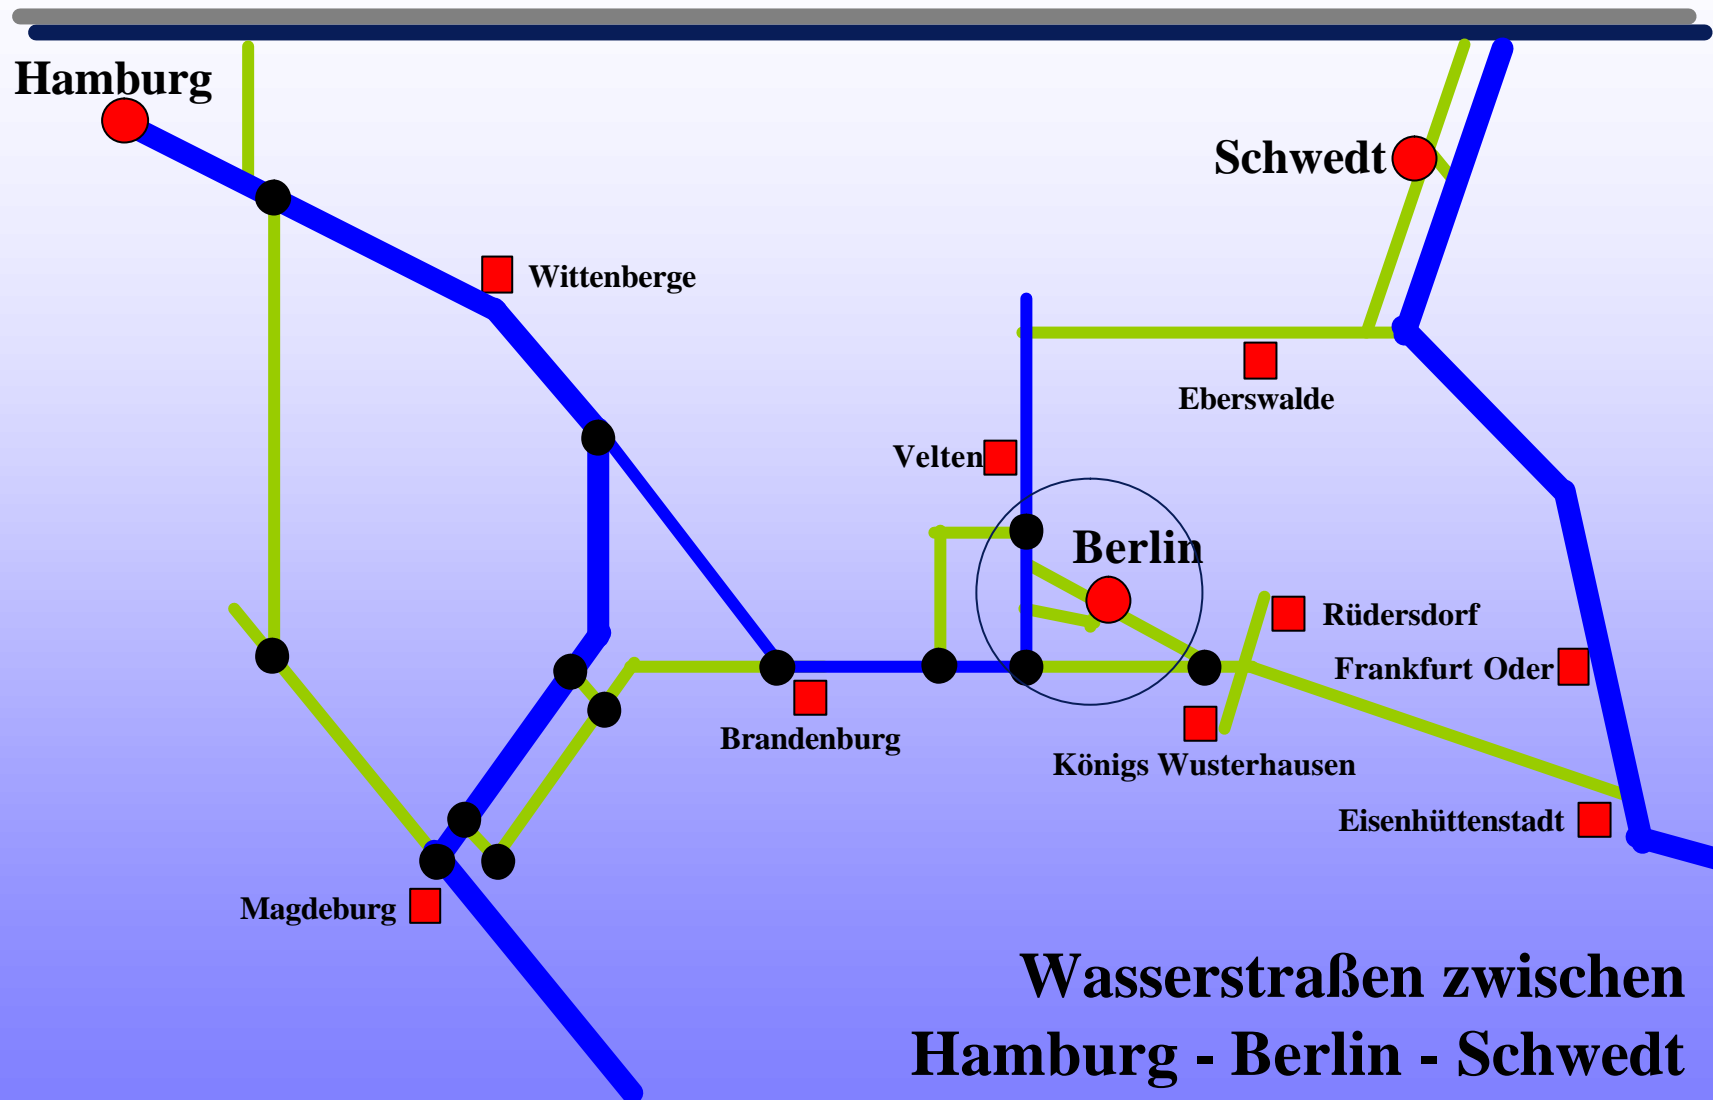 Hamburg
Schwedt
Wittenberge
Eberswalde
Velten
Berlin
Rüdersdorf
Frankfurt Oder
Brandenburg
Königs Wusterhausen
Eisenhüttenstadt
Magdeburg
Wasserstraßen zwischen
Hamburg - Berlin - Schwedt